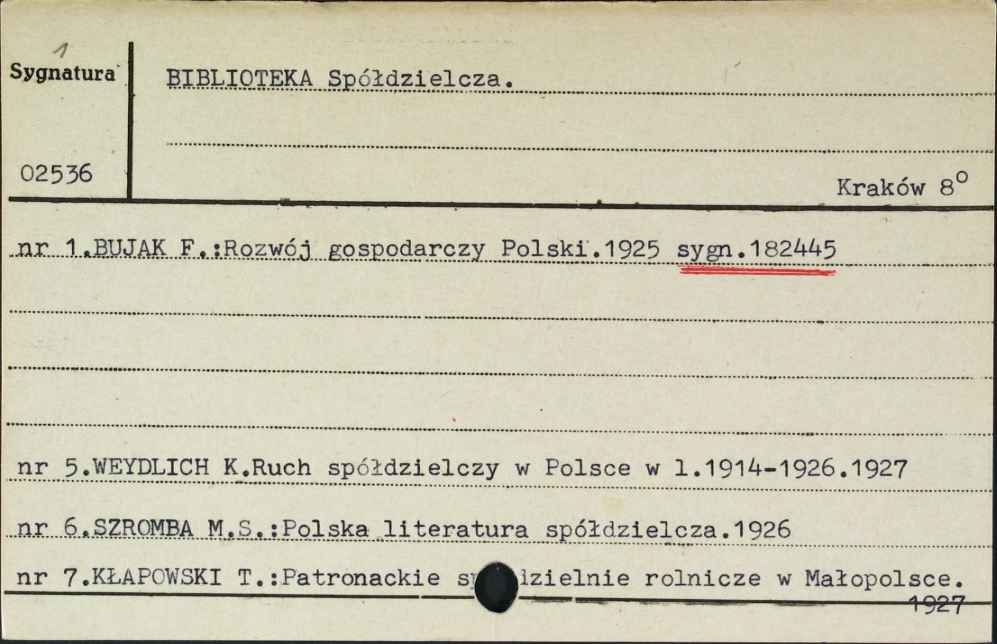 1
Sygnatura
BIBLIOTEKA Spółdzielcza.
02536
Kraków 8°
nr 1.BUJAK F.:Rozwój gospodarczy Polski.1925 sygn.182445
nr 5.WEYDLICH K.Ruch spółdzielczy w Polsce w l.1914-1926.1927
nr 6.SZROMBA M.S.:Polska literatura spółdzielcza.1926
nr 7.KŁAPOWSKI T.:Patronackie rolnicze w Małopolsce.
1927